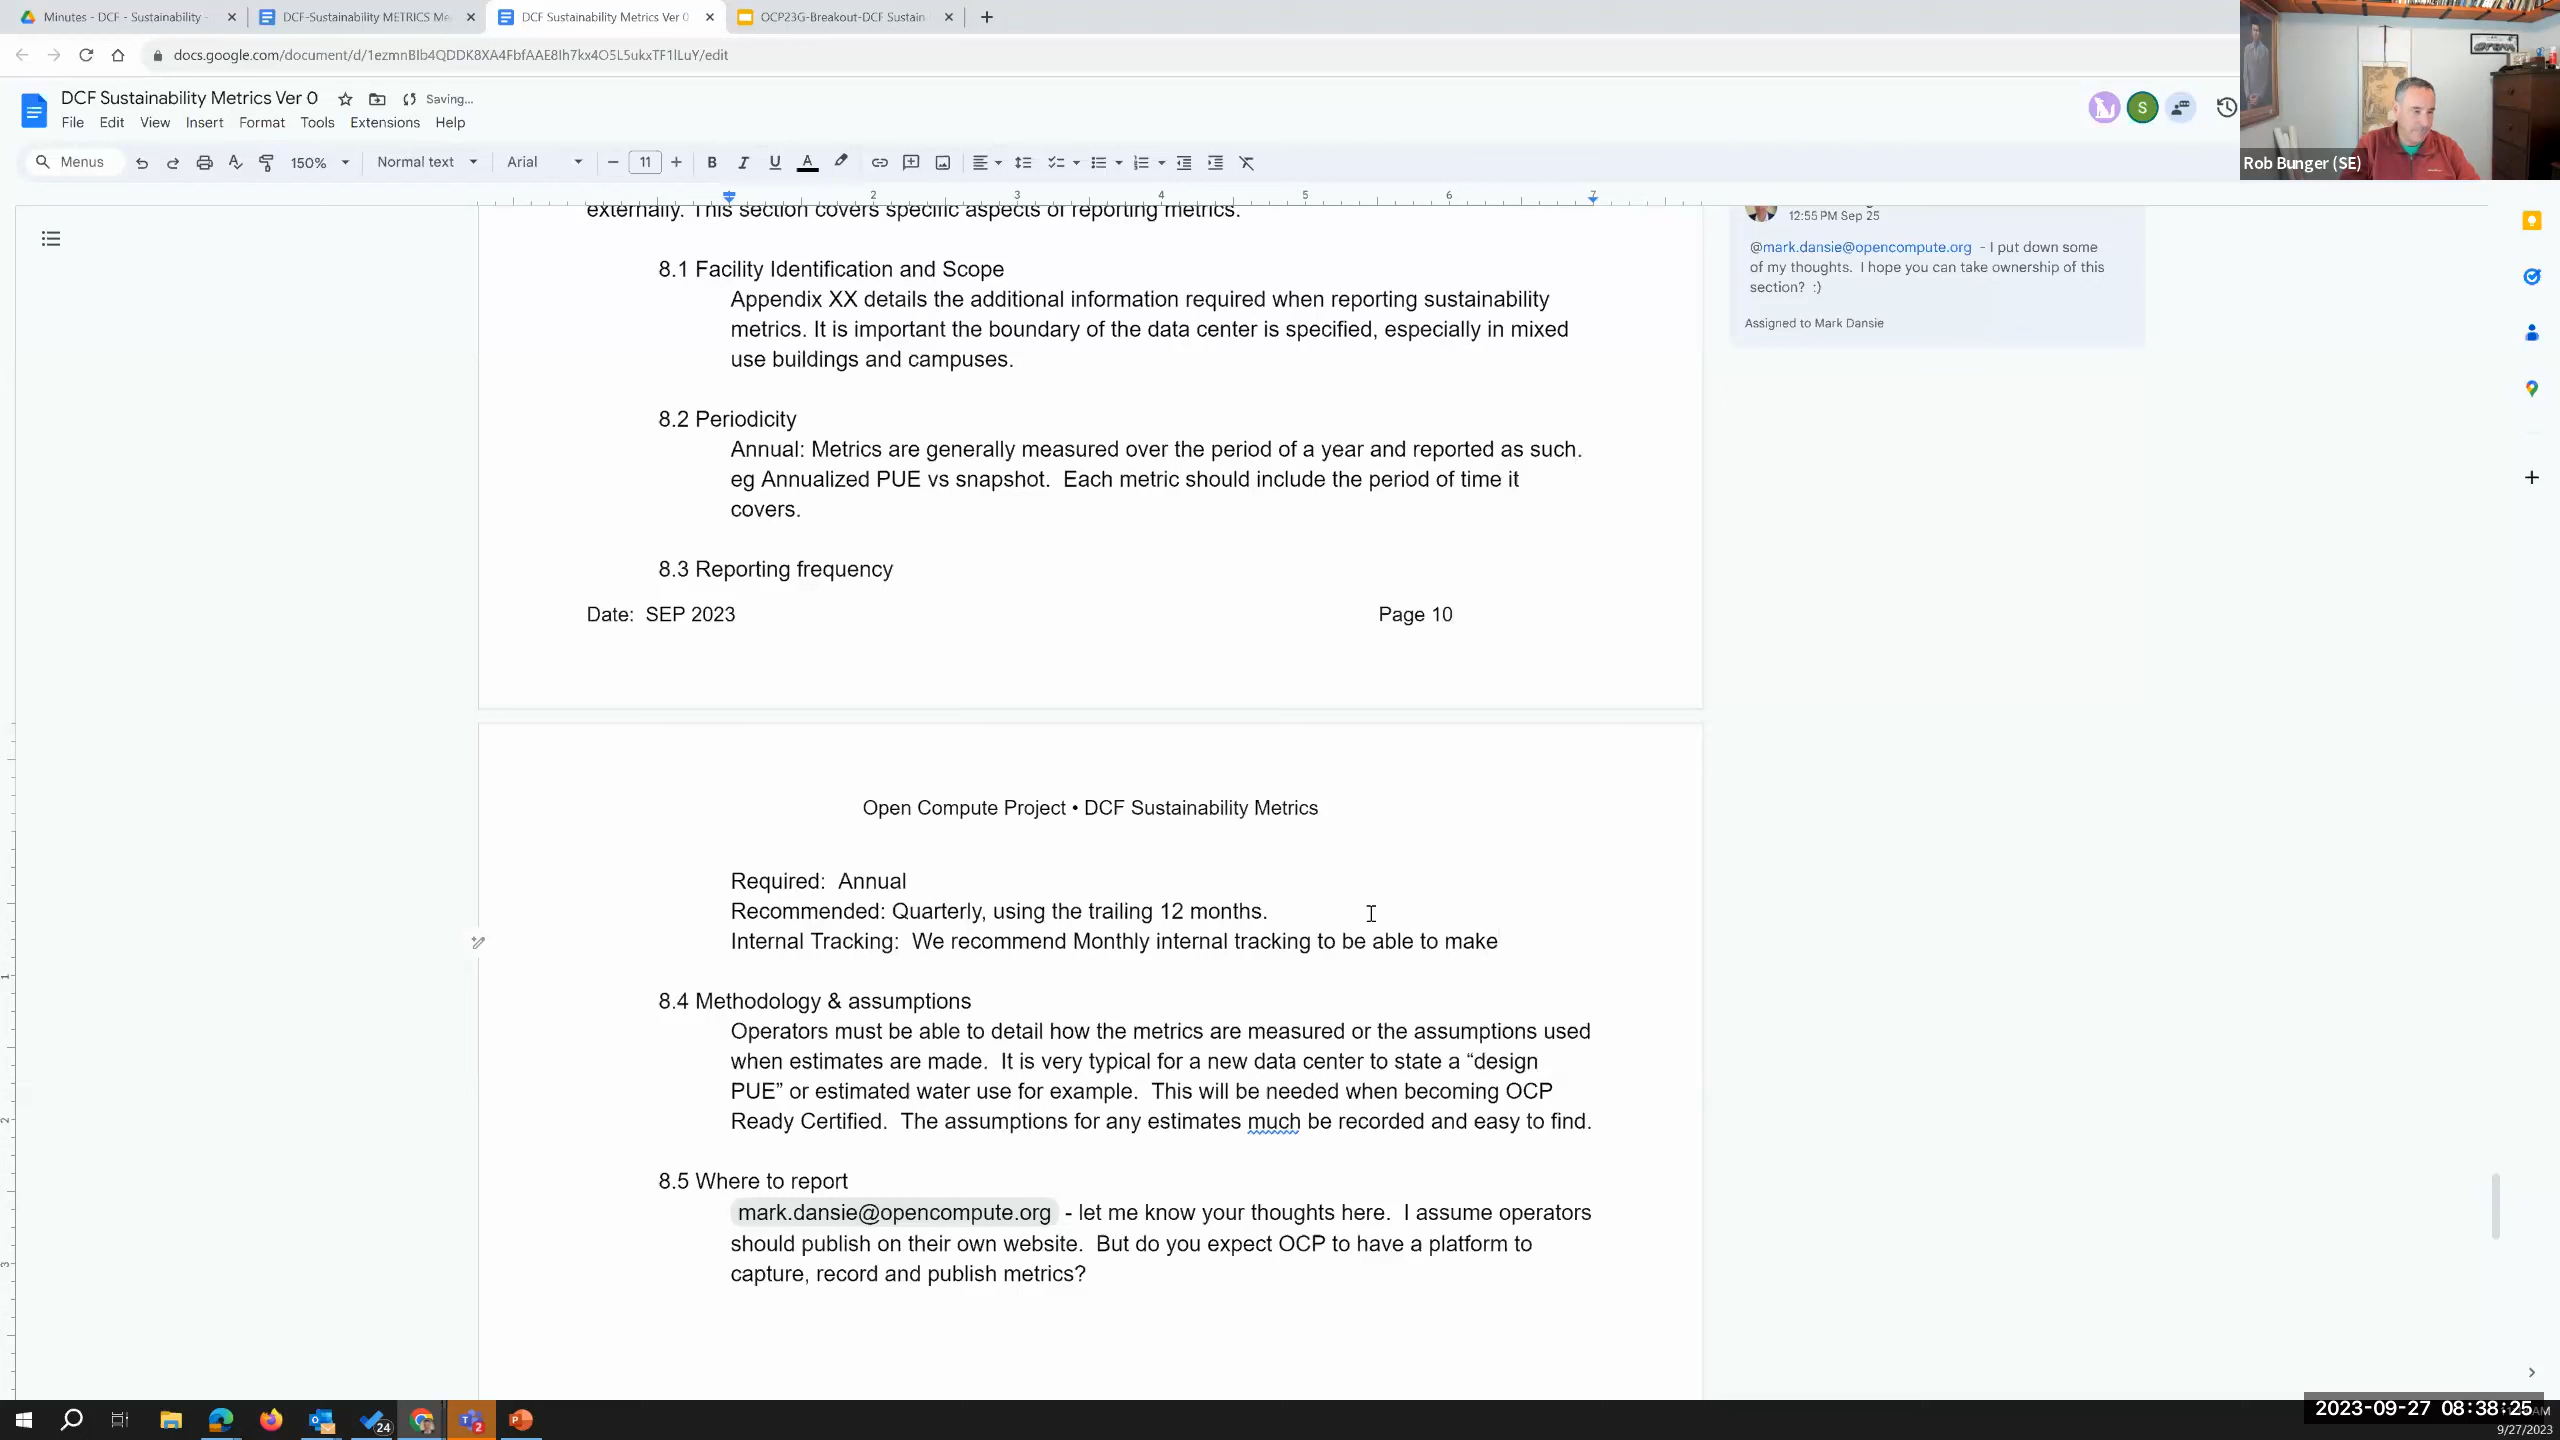 Minutes - DCF - Sustainability -
DCF-Sustainability METRICS Me
DCF Sustainability Metrics Ver 0
OCP23G-Breakout-DCF Sustain
docs.google.com/document/d/1ezmnBIb4QDDK8XA4FbfAAE8Ih7kx4O5L5ukxTF1lLuY/edit
DCF Sustainability Metrics Ver 0
Saving...
File Edit View Insert Format Tools Extensions Help
S
Menus
150%
Normal text
Arial
11
2 3 4 5 6 7
Rob Bunger (SE)
externally. This section covers specific aspects of reporting metrics.
12:55 PM Sep 25
@mark.dansie@opencompute.org - I put down some
of my thoughts. I hope you can take ownership of this
section? :)
Assigned to Mark Dansie
8.1 Facility Identification and Scope
Appendix XX details the additional information required when reporting sustainability
metrics. It is important the boundary of the data center is specified, especially in mixed
use buildings and campuses.
8.2 Periodicity
Annual: Metrics are generally measured over the period of a year and reported as such.
eg Annualized PUE vs snapshot. Each metric should include the period of time it
covers.
8.3 Reporting frequency
Date: SEP 2023
Page 10
Open Compute Project • DCF Sustainability Metrics
Required: Annual
Recommended: Quarterly, using the trailing 12 months.
Internal Tracking: We recommend Monthly internal tracking to be able to make
8.4 Methodology & assumptions
Operators must be able to detail how the metrics are measured or the assumptions used
when estimates are made. It is very typical for a new data center to state a “design
PUE” or estimated water use for example. This will be needed when becoming OCP
Ready Certified. The assumptions for any estimates much be recorded and easy to find.
8.5 Where to report
mark.dansie@opencompute.org - let me know your thoughts here. I assume operators
should publish on their own website. But do you expect OCP to have a platform to
capture, record and publish metrics?
1
2
3
24
2
2023-09-27 08:38:25
9/27/2023